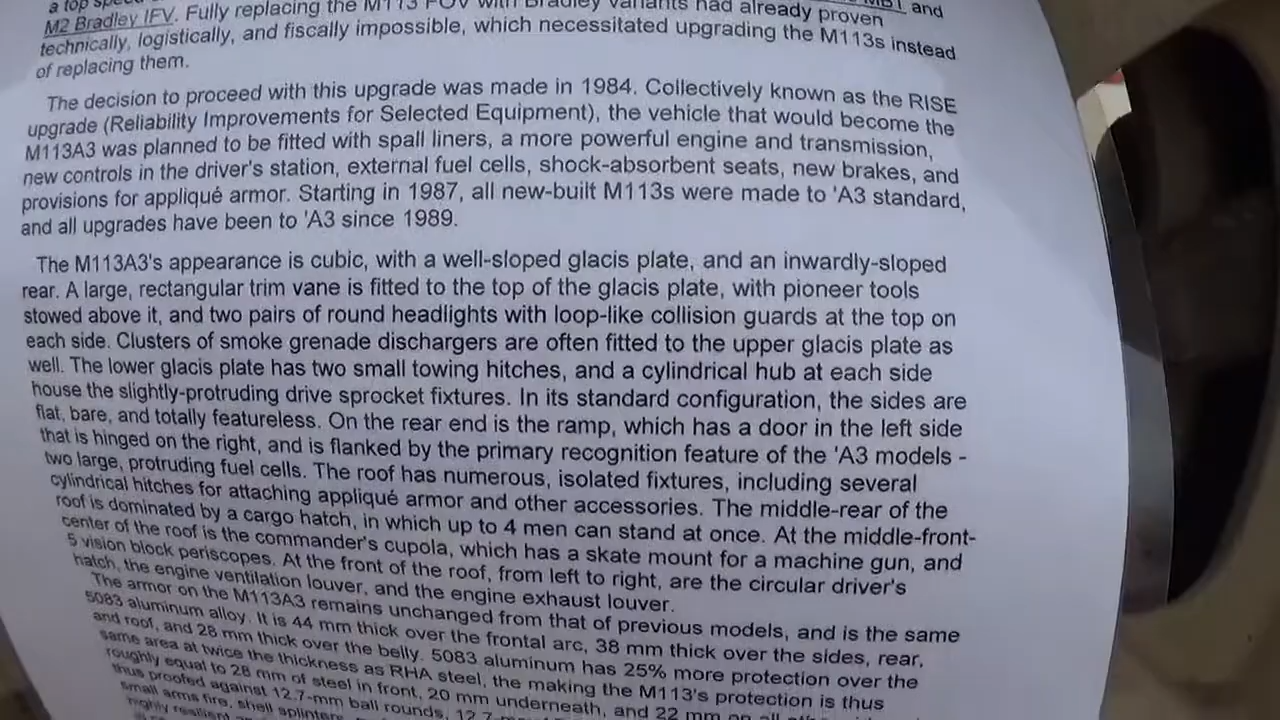 a top speed MBT and
M2 Bradley IFV. Fully replacing the M113 FOV with Bradley variants had already proven
technically, logistically, and fiscally impossible, which necessitated upgrading the M113s instead
of replacing them.
The decision to proceed with this upgrade was made in 1984. Collectively known as the RISE
upgrade (Reliability Improvements for Selected Equipment), the vehicle that would become the
M113A3 was planned to be fitted with spall liners, a more powerful engine and transmission,
new controls in the driver's station, external fuel cells, shock-absorbent seats, new brakes, and
provisions for appliqué armor. Starting in 1987, all new-built M113s were made to 'A3 standard,
and all upgrades have been to 'A3 since 1989.
The M113A3's appearance is cubic, with a well-sloped glacis plate, and an inwardly-sloped
rear. A large, rectangular trim vane is fitted to the top of the glacis plate, with pioneer tools
stowed above it, and two pairs of round headlights with loop-like collision guards at the top on
each side. Clusters of smoke grenade dischargers are often fitted to the upper glacis plate as
well. The lower glacis plate has two small towing hitches, and a cylindrical hub at each side
house the slightly-protruding drive sprocket fixtures. In its standard configuration, the sides are
flat, bare, and totally featureless. On the rear end is the ramp, which has a door in the left side
that is hinged on the right, and is flanked by the primary recognition feature of the 'A3 models -
two large, protruding fuel cells. The roof has numerous, isolated fixtures, including several
cylindrical hitches for attaching appliqué armor and other accessories. The middle-rear of the
roof is dominated by a cargo hatch, in which up to 4 men can stand at once. At the middle-front-
center of the roof is the commander's cupola, which has a skate mount for a machine gun, and
5 vision block periscopes. At the front of the roof, from left to right, are the circular driver's
hatch, the engine ventilation louver, and the engine exhaust louver.
The armor on the M113A3 remains unchanged from that of previous models, and is the same
5083 aluminum alloy. It is 44 mm thick over the frontal arc, 38 mm thick over the sides, rear,
and roof, and 28 mm thick over the belly. 5083 aluminum has 25% more protection over the
same area at twice the thickness as RHA steel, the making the M113's protection is thus
roughly equal to 28 mm of steel in front, 20 mm underneath, and 22 mm on all
thus proofed against 12.7-mm ball rounds, 12.7
small arms fire, shell splinters
highly resilient